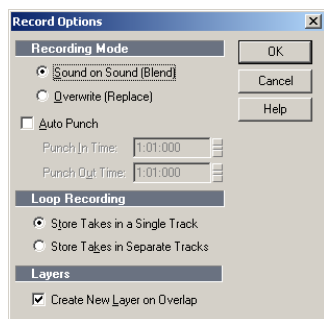 Record Options
Recording Mode
Sound on Sound (Blend)
Overwrite (Replace)
Auto Punch
Punch In Time: 1:01:000
Punch Out Time: 1:01:000
Loop Recording
Store Takes in a Single Track
Store Takes in Separate Tracks
Layers
Create New Layer on Overlap
OK
Cancel
Help